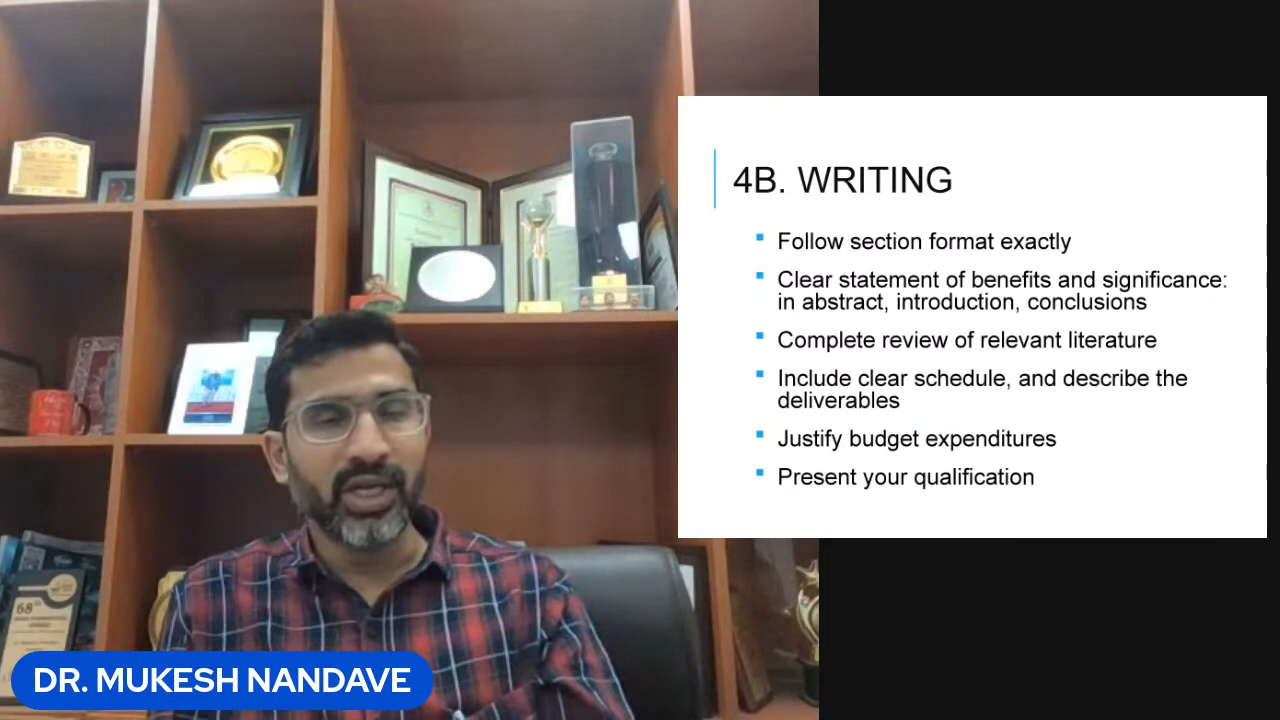 4B. WRITING
Follow section format exactly
Clear statement of benefits and significance:
in abstract, introduction, conclusions
Complete review of relevant literature
Include clear schedule, and describe the
deliverables
Justify budget expenditures
Present your qualification
68th
DR. MUKESH NANDAVE